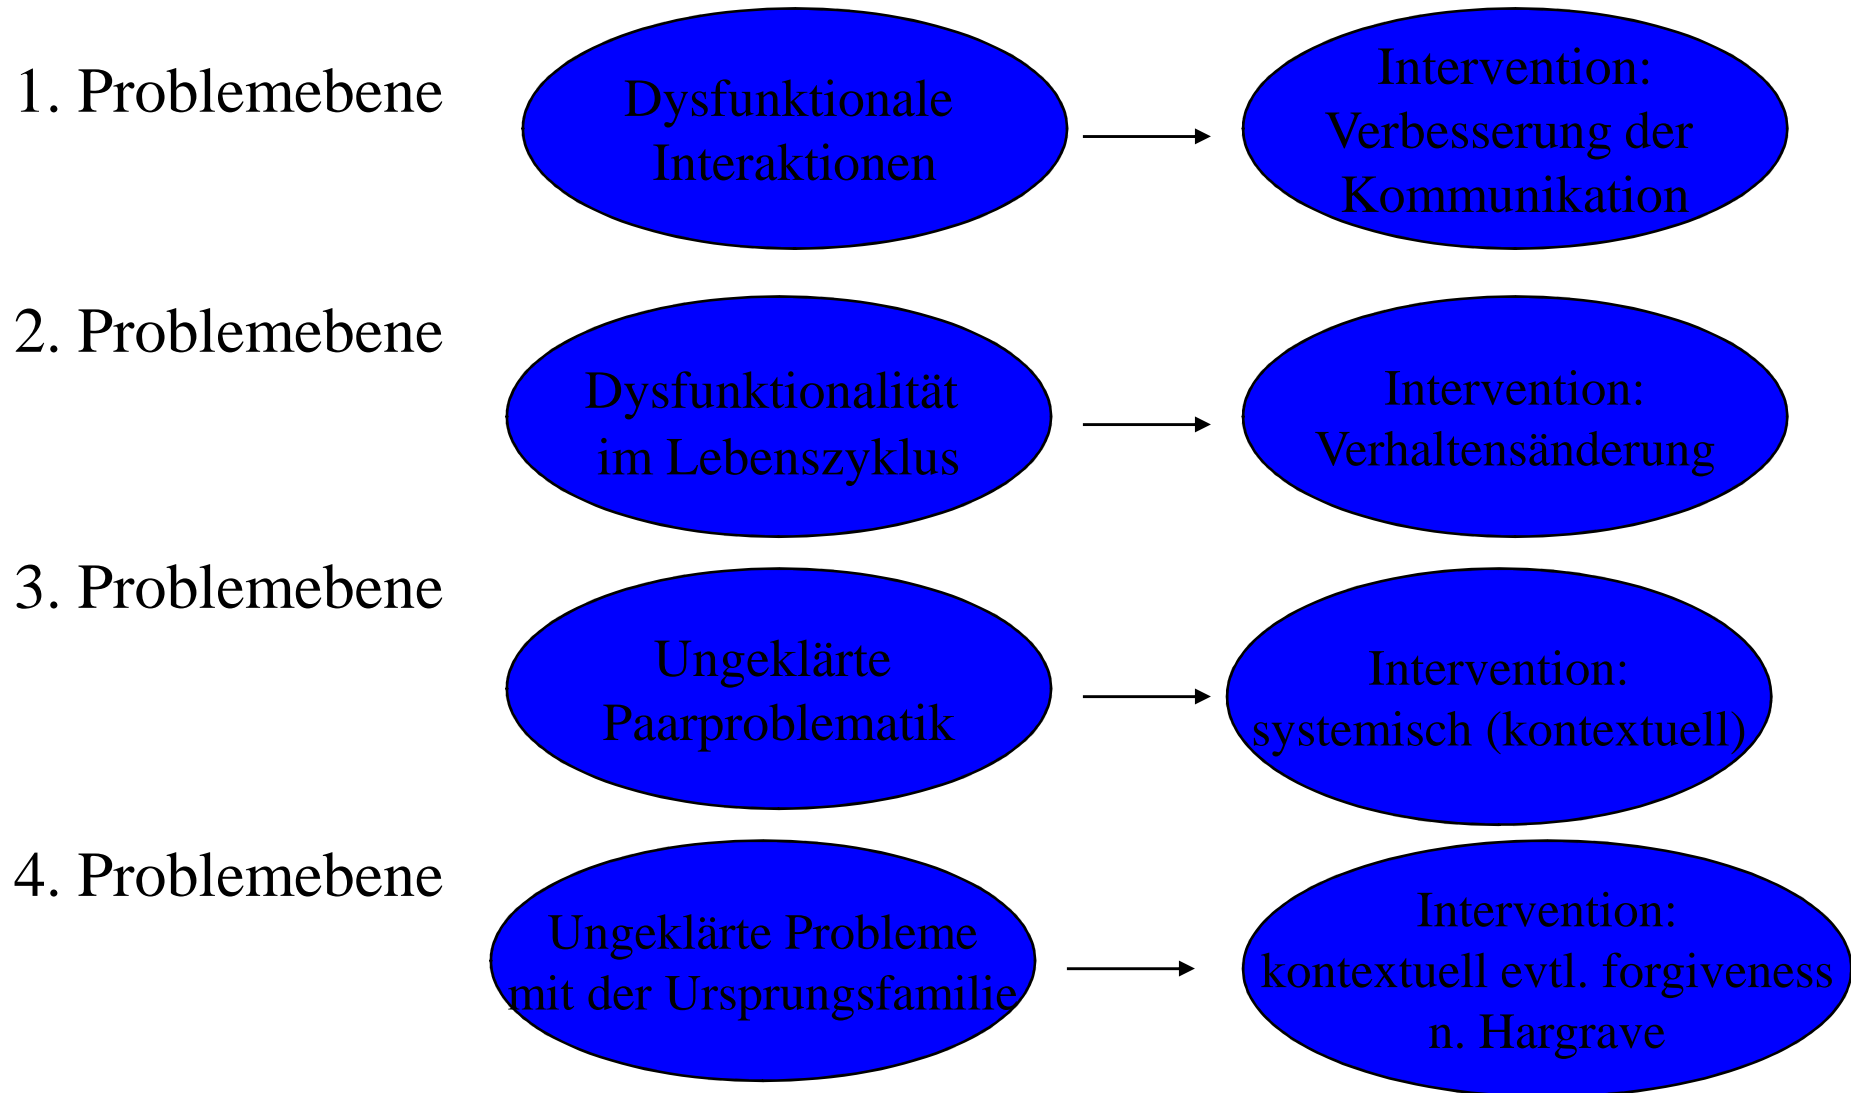 1. Problemebene
Dysfunktionale
Interaktionen
Intervention:
Verbesserung der
Kommunikation
2. Problemebene
Dysfunktionalität
im Lebenszyklus
Intervention:
Verhaltensänderung
3. Problemebene
Ungeklärte
Paarproblematik
Intervention:
systemisch (kontextuell)
4. Problemebene
Ungeklärte Probleme
mit der Ursprungsfamilie
Intervention:
kontextuell evtl. forgiveness
n. Hargrave